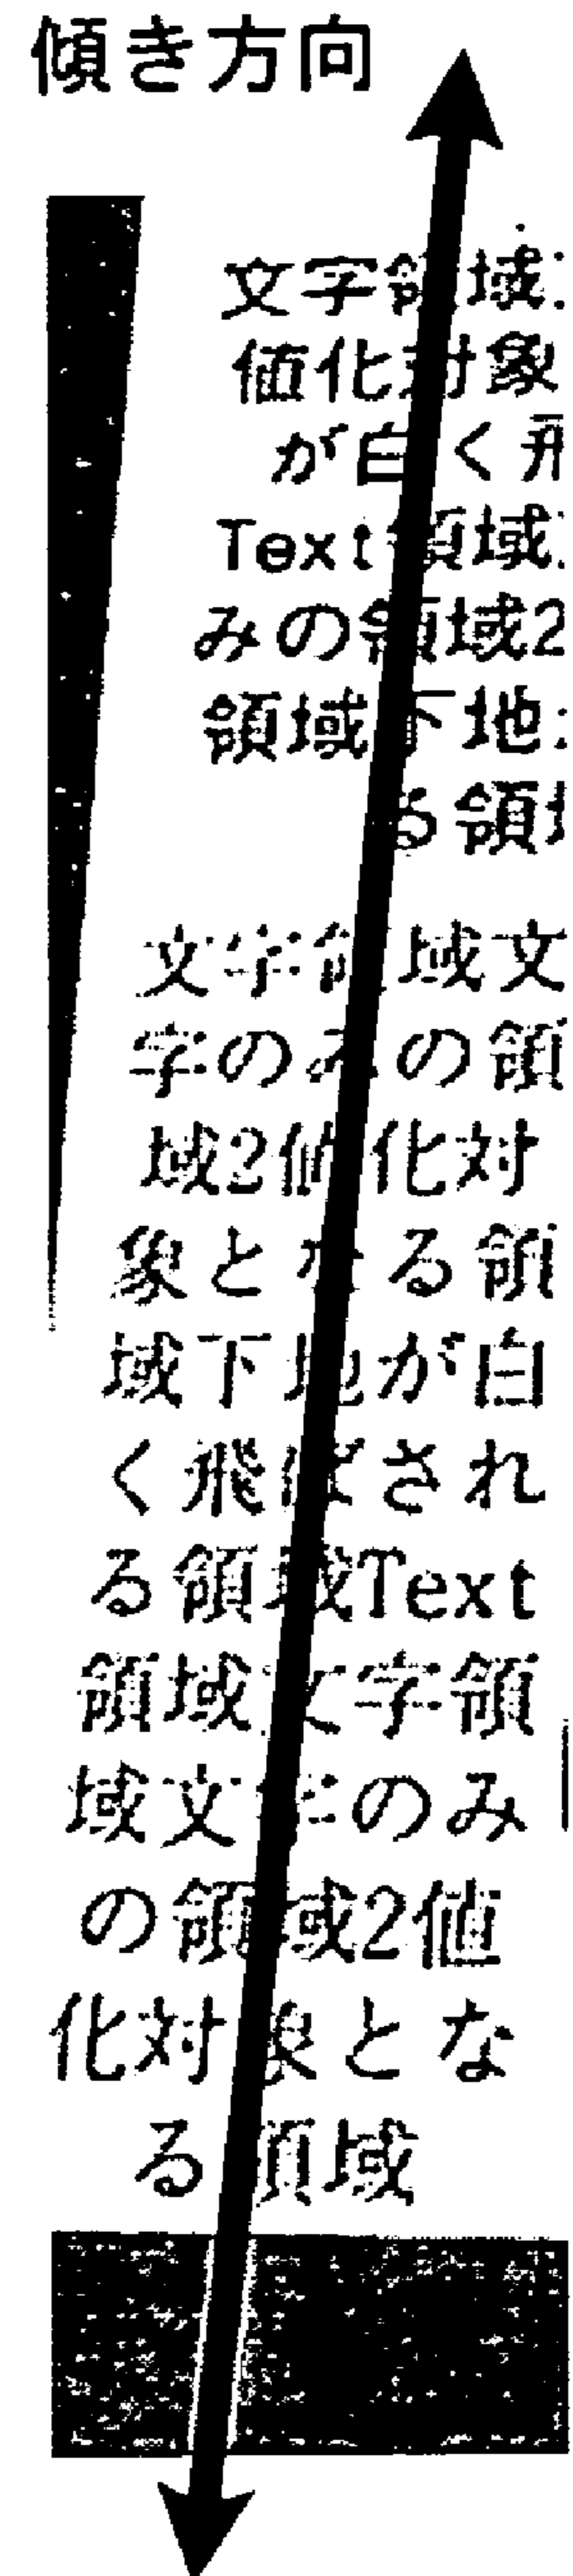 傾き方向
文字領域
値化対象
が白く
Text領域
みの領域2
領域下地
る領
文字領域文
字のみの領
域2値化対
象となる領
域下地が白
く飛ばされ
る領域Text
領域文字領
域文字のみ
の領域2値
化対象とな
る領域